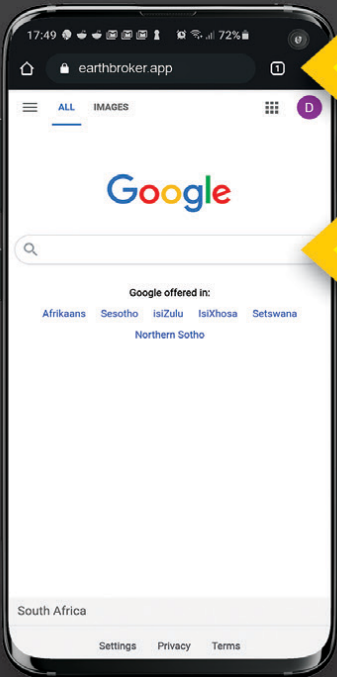 17:49 72%
earthbroker.app 1
ALL IMAGES D
Google
Google offered in:
Afrikaans Sesotho isiZulu IsiXhosa Setswana
Northern Sotho
South Africa
Settings Privacy Terms